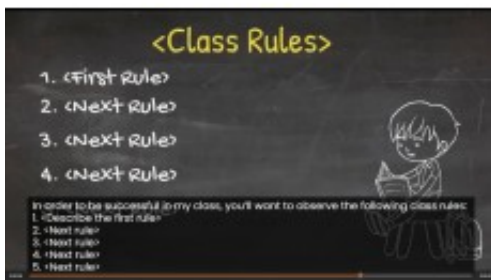 <Class Rules>
1. <First Rule>
2. <Next Rule>
3. <Next Rule>
4. <Next Rule>
In order to be successful in my class, you'll want to observe the following class rules:
1. <Describe the first rule>
2. <Next rule>
3. <Next rule>
4. <Next rule>
5. <Next rule>